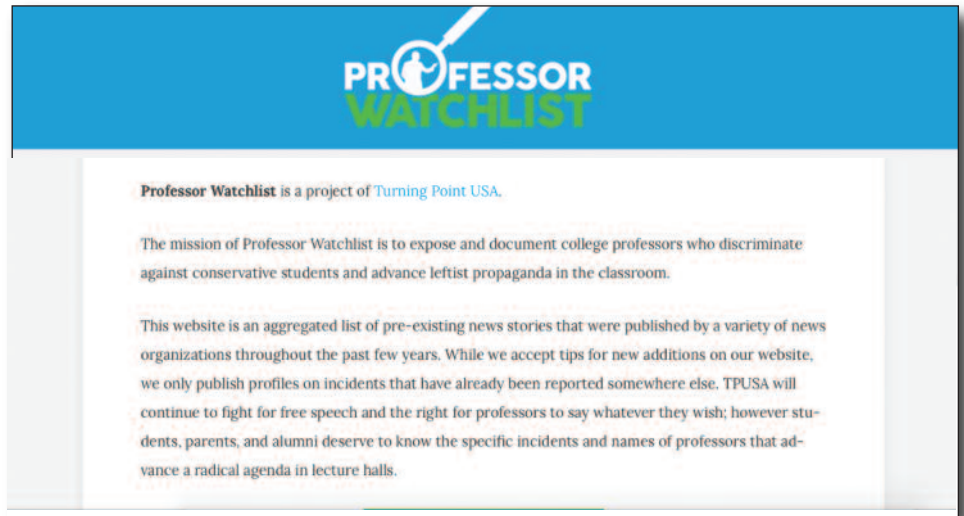 PROFESSOR
WATCHLIST
Professor Watchlist is a project of Turning Point USA.
The mission of Professor Watchlist is to expose and document college professors who discriminate
against conservative students and advance leftist propaganda in the classroom.
This website is an aggregated list of pre-existing news stories that were published by a variety of news
organizations throughout the past few years. While we accept tips for new additions on our website,
we only publish profiles on incidents that have already been reported somewhere else. TPUSA will
continue to fight for free speech and the right for professors to say whatever they wish; however stu-
dents, parents, and alumni deserve to know the specific incidents and names of professors that ad-
vance a radical agenda in lecture halls.